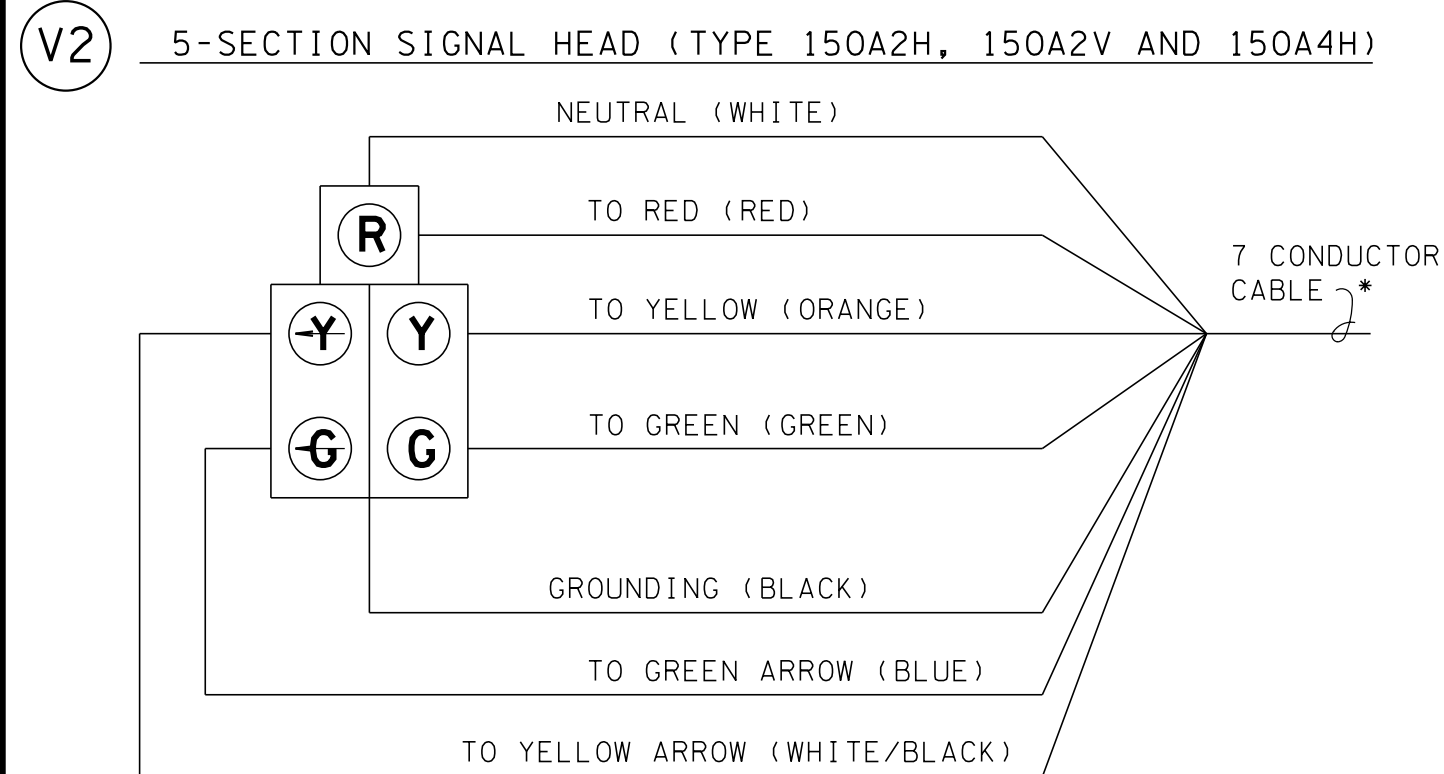 V2
5-SECTION SIGNAL HEAD (TYPE 150A2H, 150A2V AND 150A4H)
NEUTRAL (WHITE)
R
TO RED (RED)
7 CONDUCTOR
CABLE *
TO YELLOW (ORANGE)
Y Y
TO GREEN (GREEN)
G G
GROUNDING (BLACK)
TO GREEN ARROW (BLUE)
TO YELLOW ARROW (WHITE/BLACK)